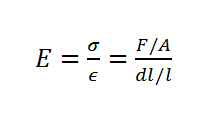 E = σ/ϵ = (F/A)/(dl/l)